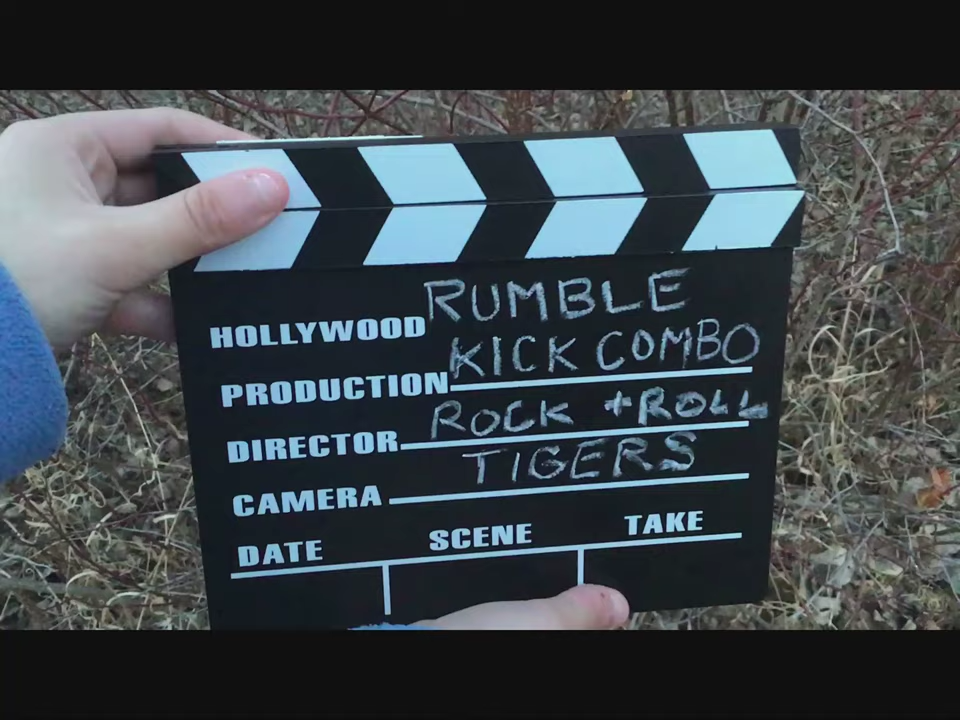 RUMBLE
HOLLYWOOD
KICK COMBO
PRODUCTION
ROCK + ROLL
DIRECTOR
TIGERS
CAMERA
DATE SCENE TAKE